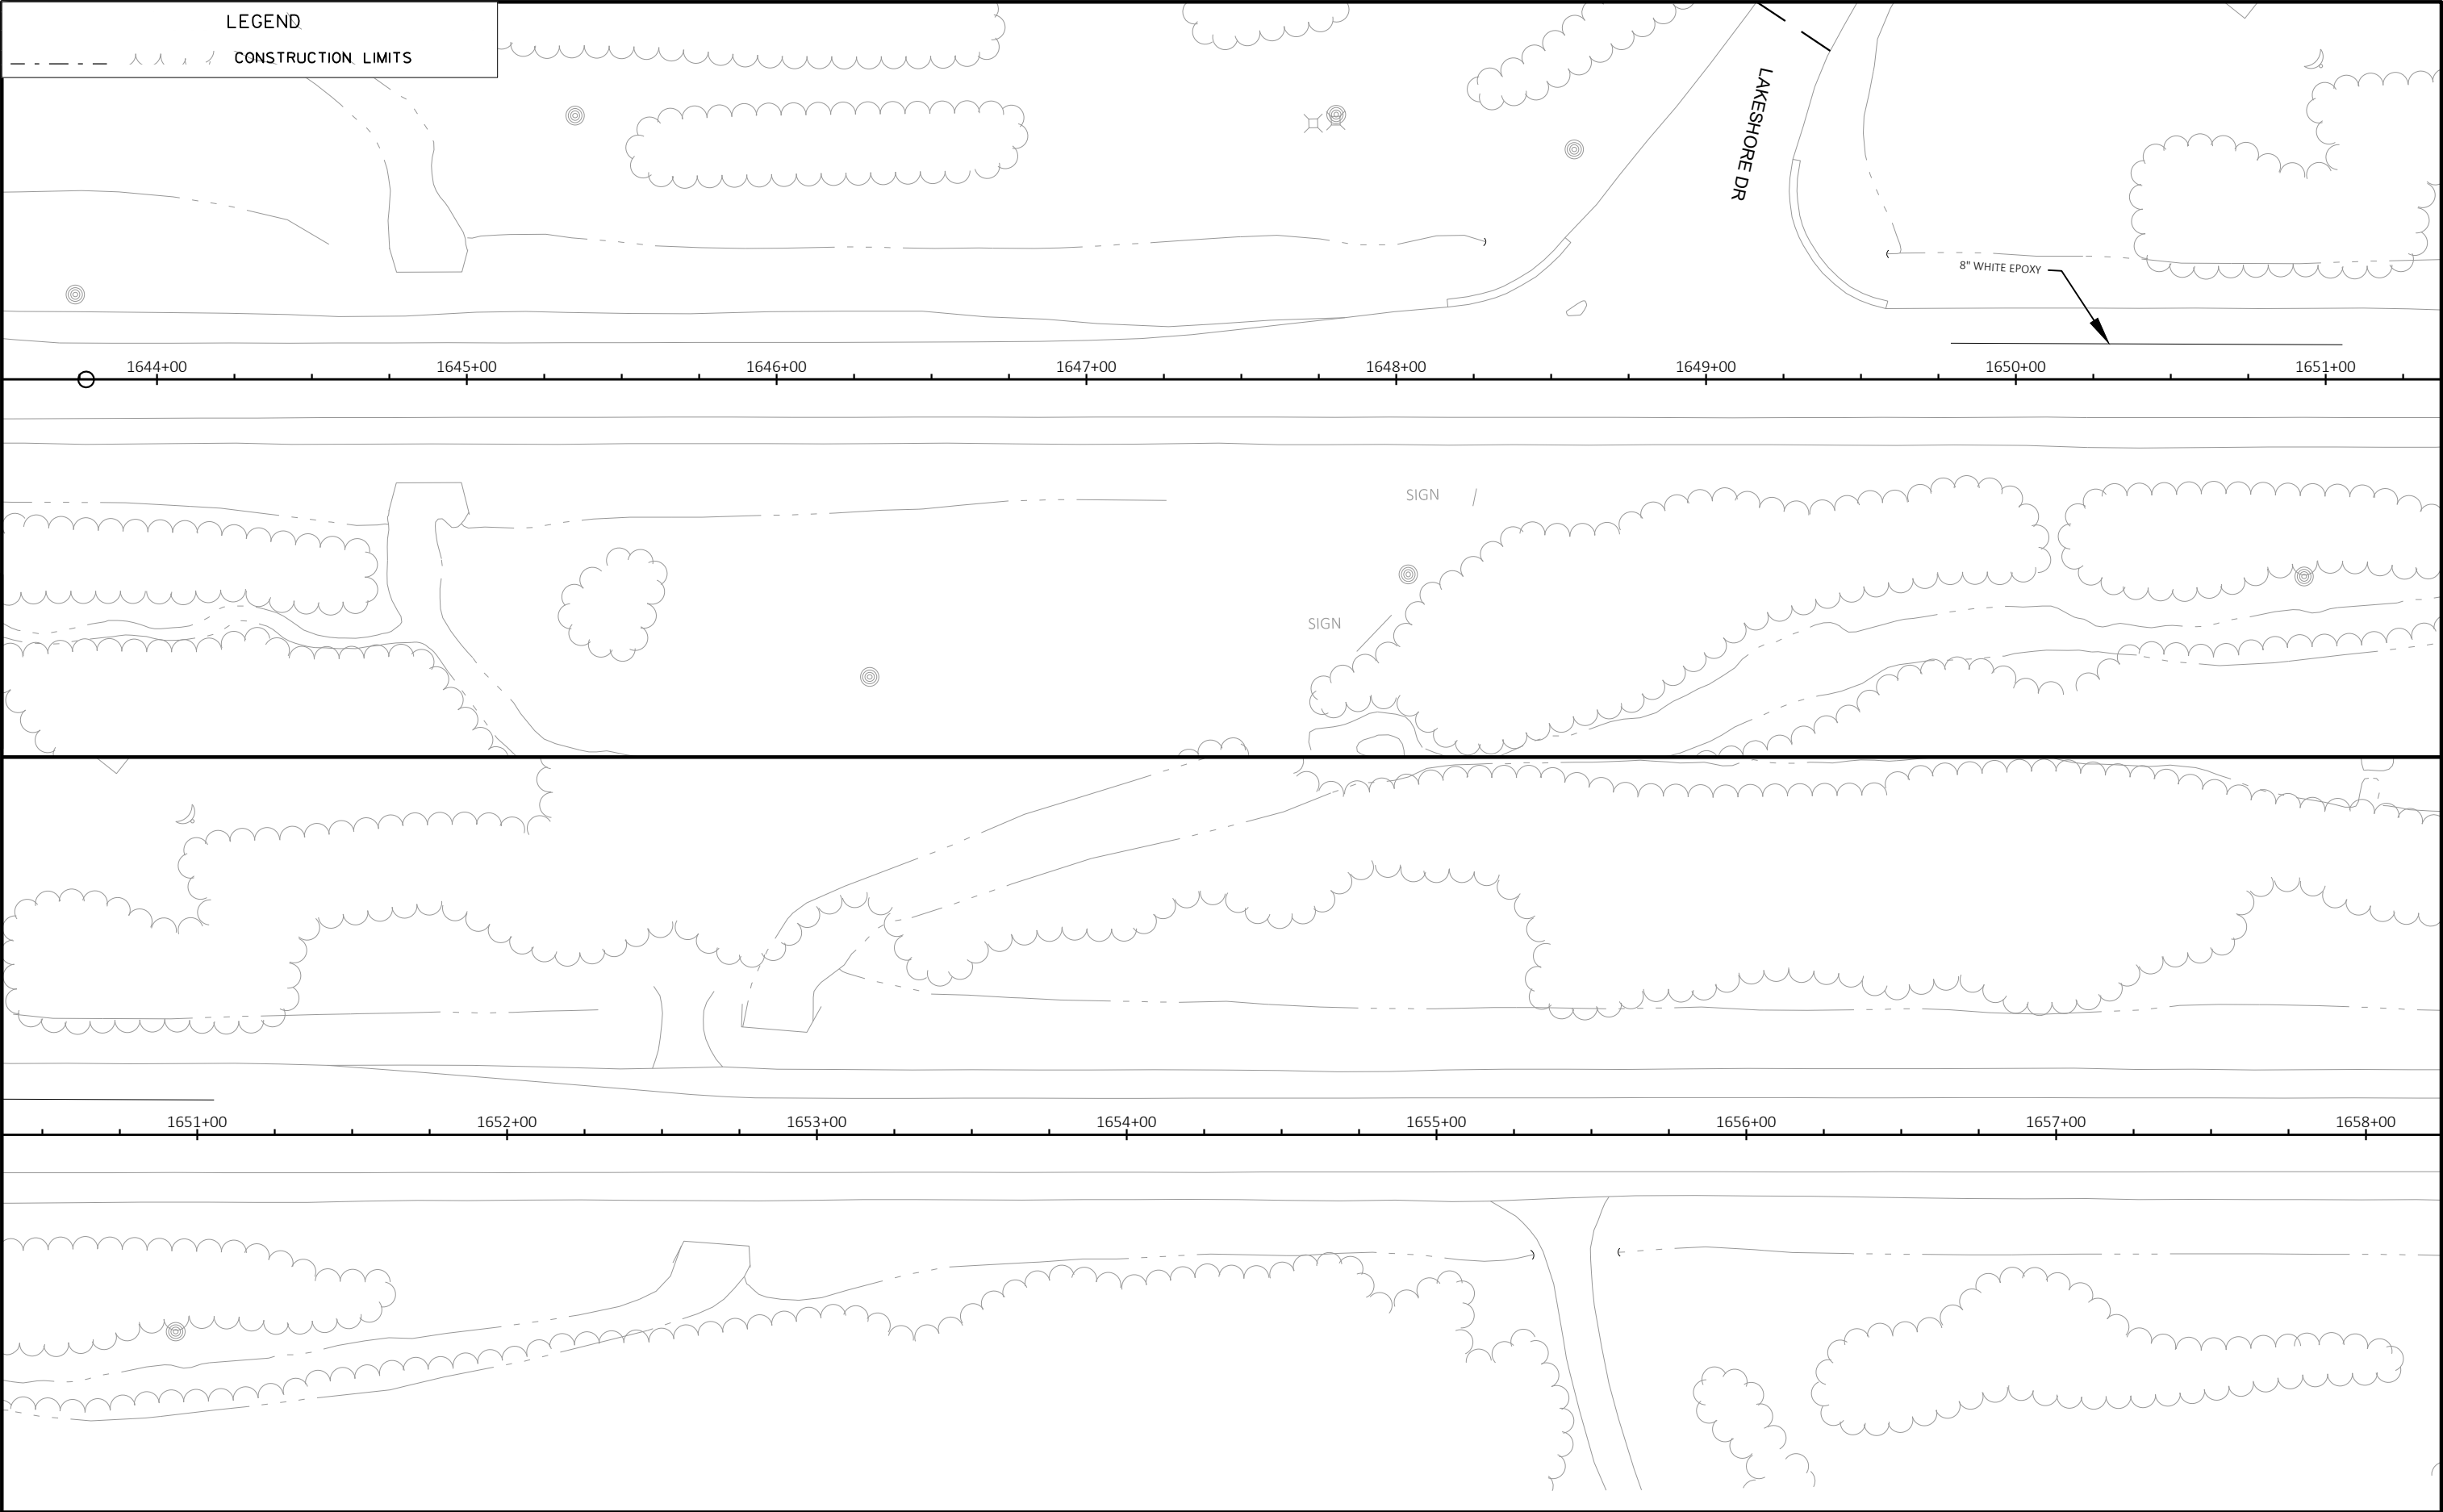 LEGEND
CONSTRUCTION LIMITS
LAKESHORE DR
8" WHITE EPOXY
1644+00 1645+00 1646+00 1647+00 1648+00 1649+00 1650+00 1651+00
SIGN
SIGN
1651+00 1652+00 1653+00 1654+00 1655+00 1656+00 1657+00 1658+00